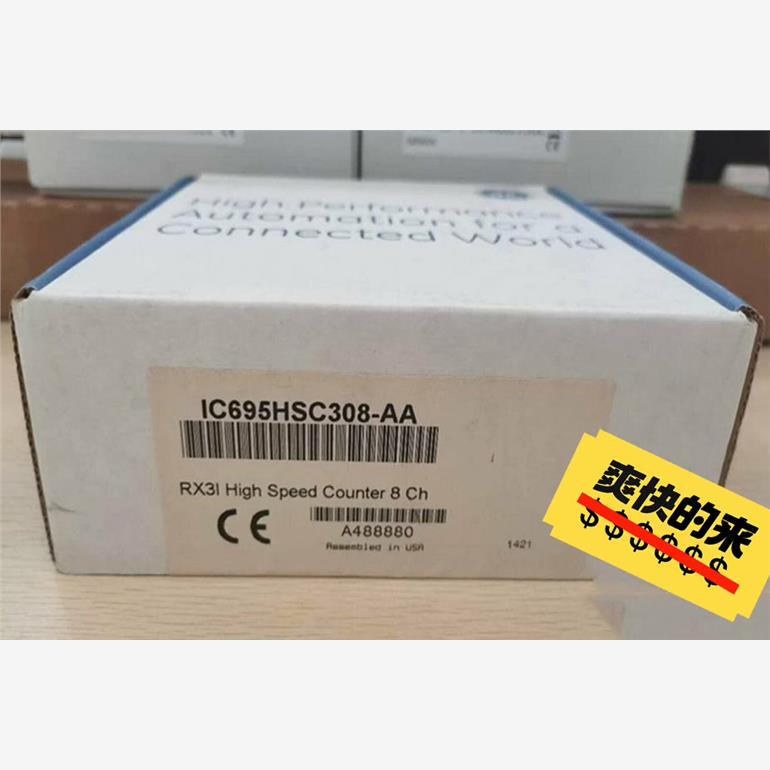 High Performance
Automation for a
Connected World
IC695HSC308-AA
RX3I High Speed Counter 8 Ch
CE
A488880
Assembled in USA
1421
爽快的来
$$$$$$